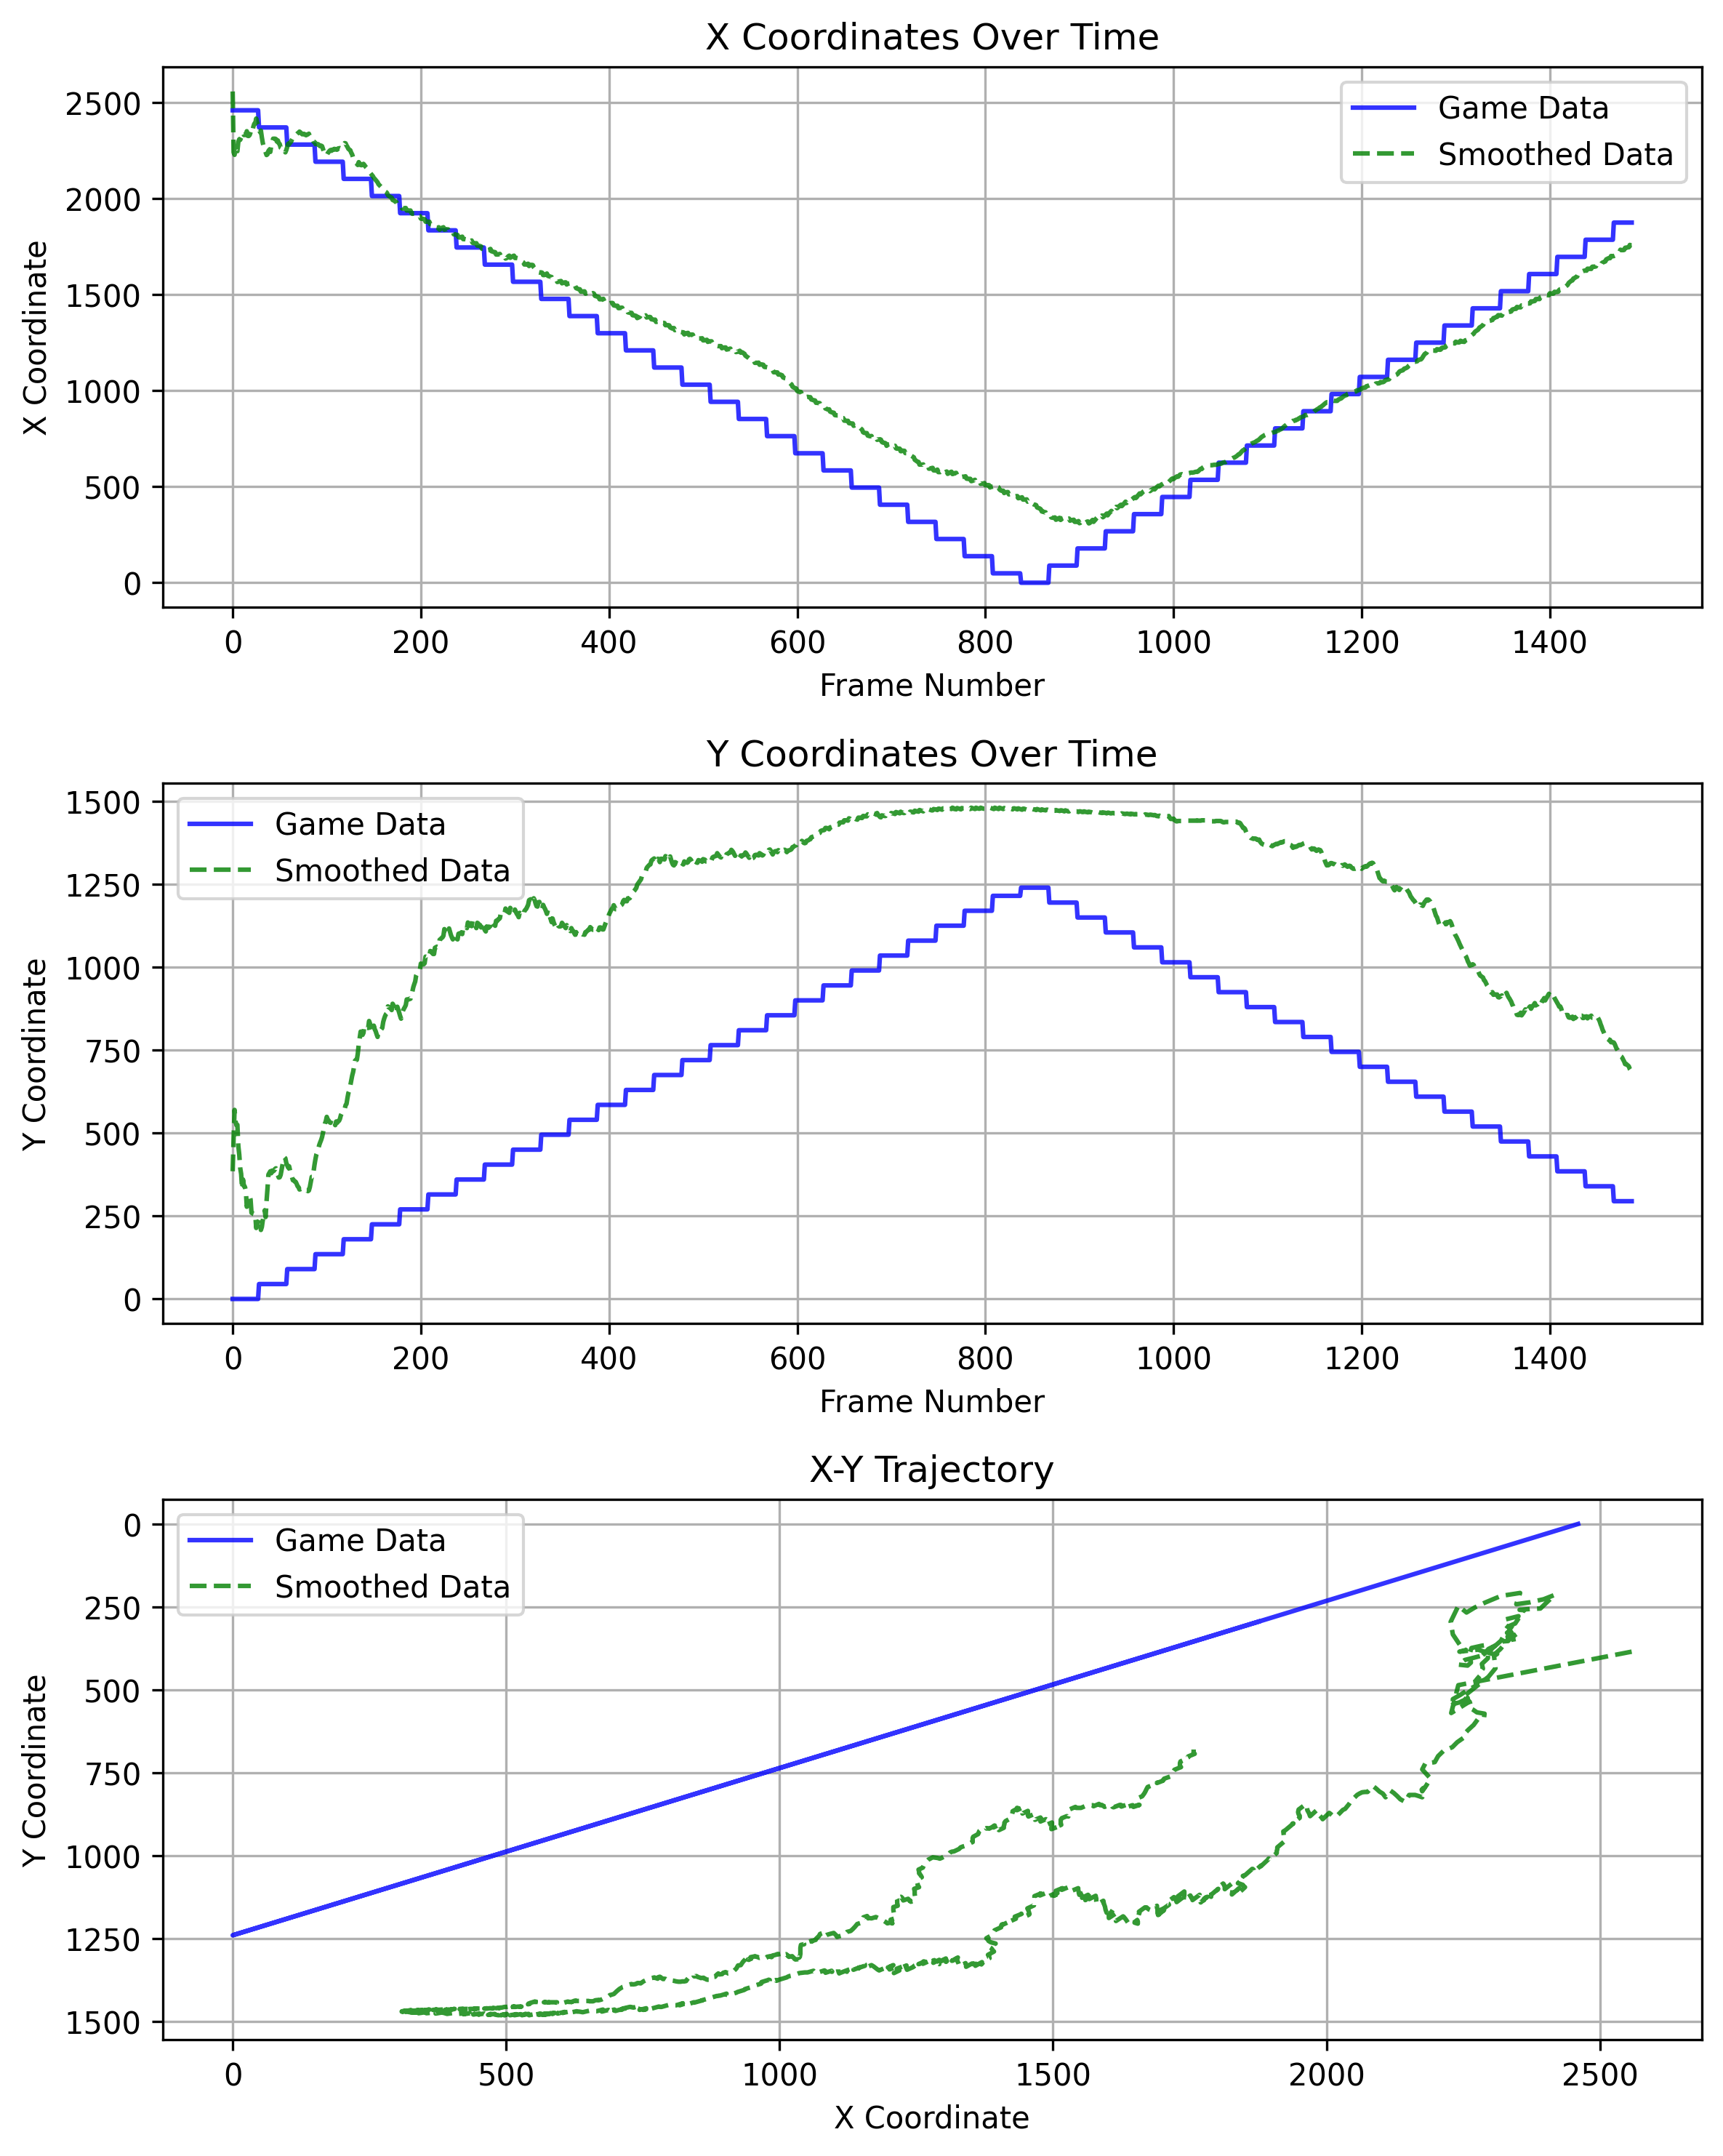 X Coordinates Over Time
X Coordinate
2500
2000
1500
1000
500
0
Game Data
Smoothed Data
0 200 400 600 800 1000 1200 1400
Frame Number
Y Coordinates Over Time
Y Coordinate
1500
1250
1000
750
500
250
0
Game Data
Smoothed Data
0 200 400 600 800 1000 1200 1400
Frame Number
X-Y Trajectory
Y Coordinate
0
250
500
750
1000
1250
1500
Game Data
Smoothed Data
0 500 1000 1500 2000 2500
X Coordinate